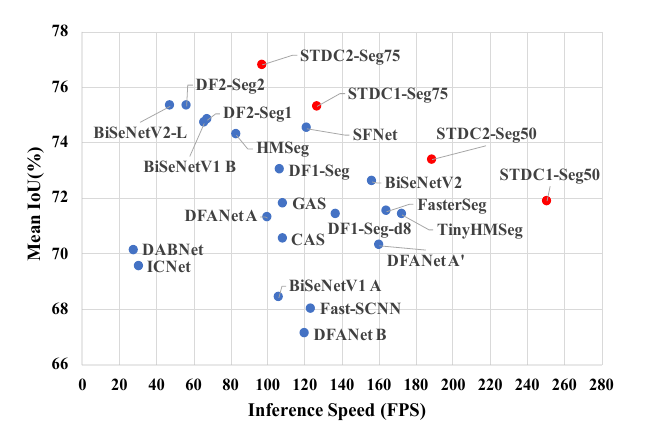 78
76
74
72
70
68
66
Mean IoU(%)
STDC2-Seg75
DF2-Seg2
STDC1-Seg75
DF2-Seg1
BiSeNetV2-L
SFNet
STDC2-Seg50
HMSeg
BiSeNetV1 B
DF1-Seg
STDC1-Seg50
BiSeNetV2
GAS
FasterSeg
DFANet A
DF1-Seg-d8
TinyHMSeg
CAS
DABNet
DFANet A'
ICNet
BiSeNetV1 A
Fast-SCNN
DFANet B
0 20 40 60 80 100 120 140 160 180 200 220 240 260 280
Inference Speed (FPS)